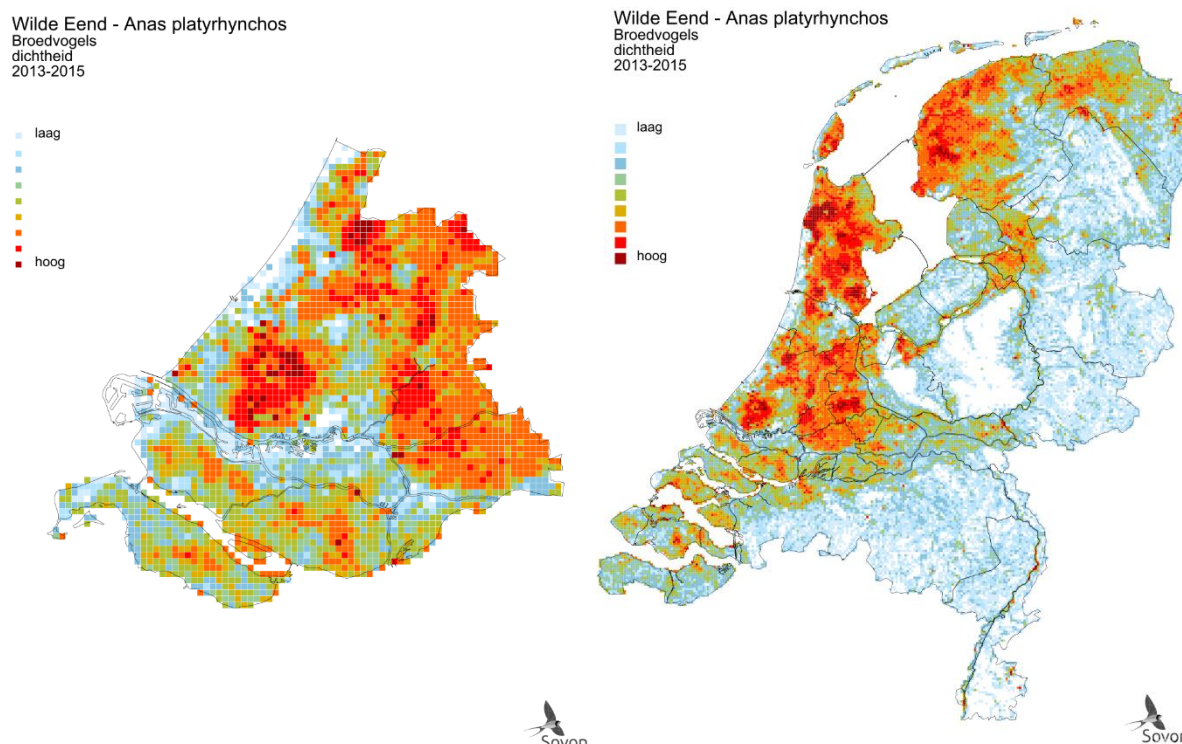 Wilde Eend - Anas platyrhynchos
Broedvogels
dichtheid
2013-2015
laag
hoog
Sovon
Wilde Eend - Anas platyrhynchos
Broedvogels
dichtheid
2013-2015
laag
hoog
Sovon